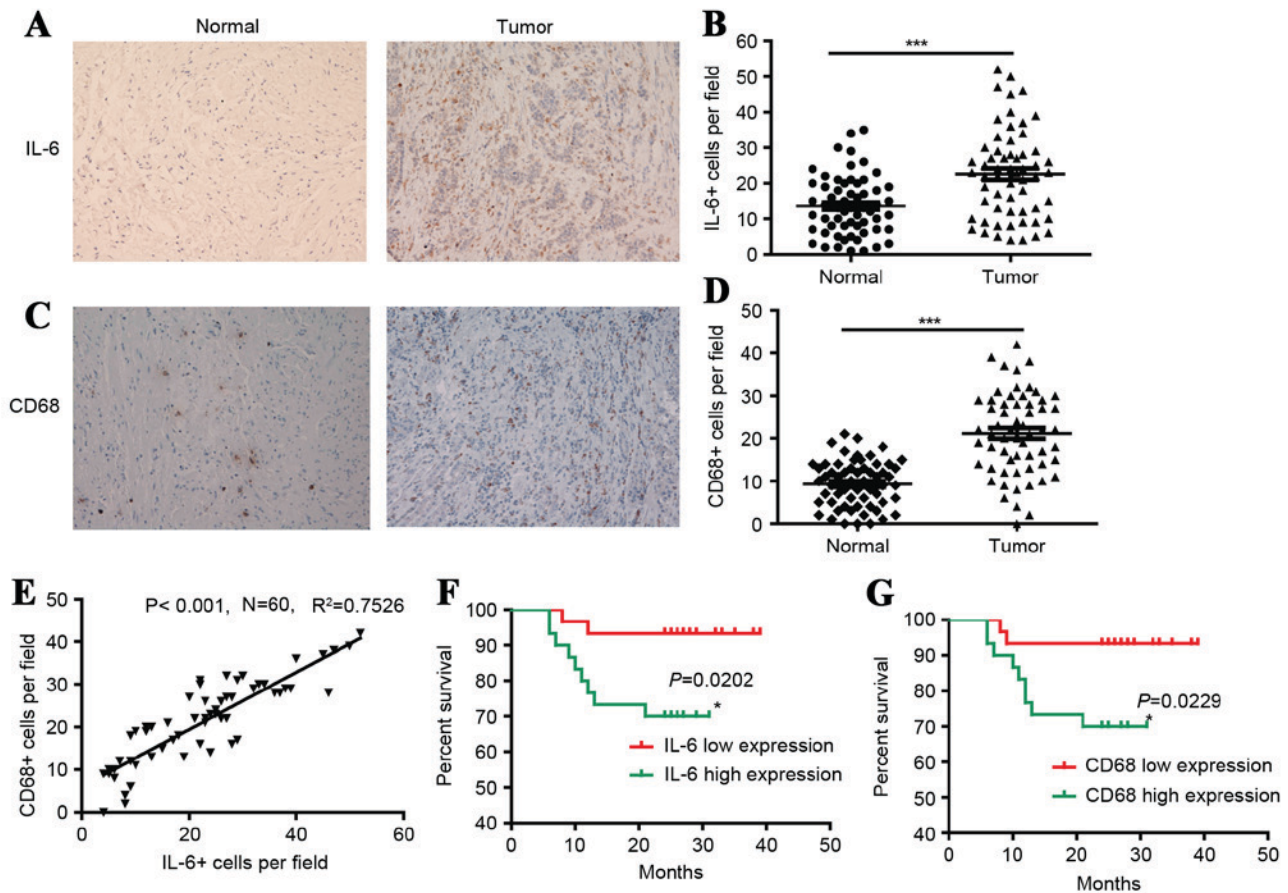 A
Normal
Tumor
IL-6
B
60
50
40
30
20
10
0
IL-6+ cells per field
***
Normal
Tumor
C
CD68
D
50
40
30
20
10
0
CD68+ cells per field
***
Normal
Tumor
E
P< 0.001, N=60, R²=0.7526
50
40
30
20
10
0
CD68+ cells per field
0 20 40 60
IL-6+ cells per field
F
100
90
80
70
60
50
40
Percent survival
P=0.0202
*
IL-6 low expression
IL-6 high expression
0 10 20 30 40 50
Months
G
100
90
80
70
60
50
40
Percent survival
P=0.0229
*
CD68 low expression
CD68 high expression
0 10 20 30 40 50
Months